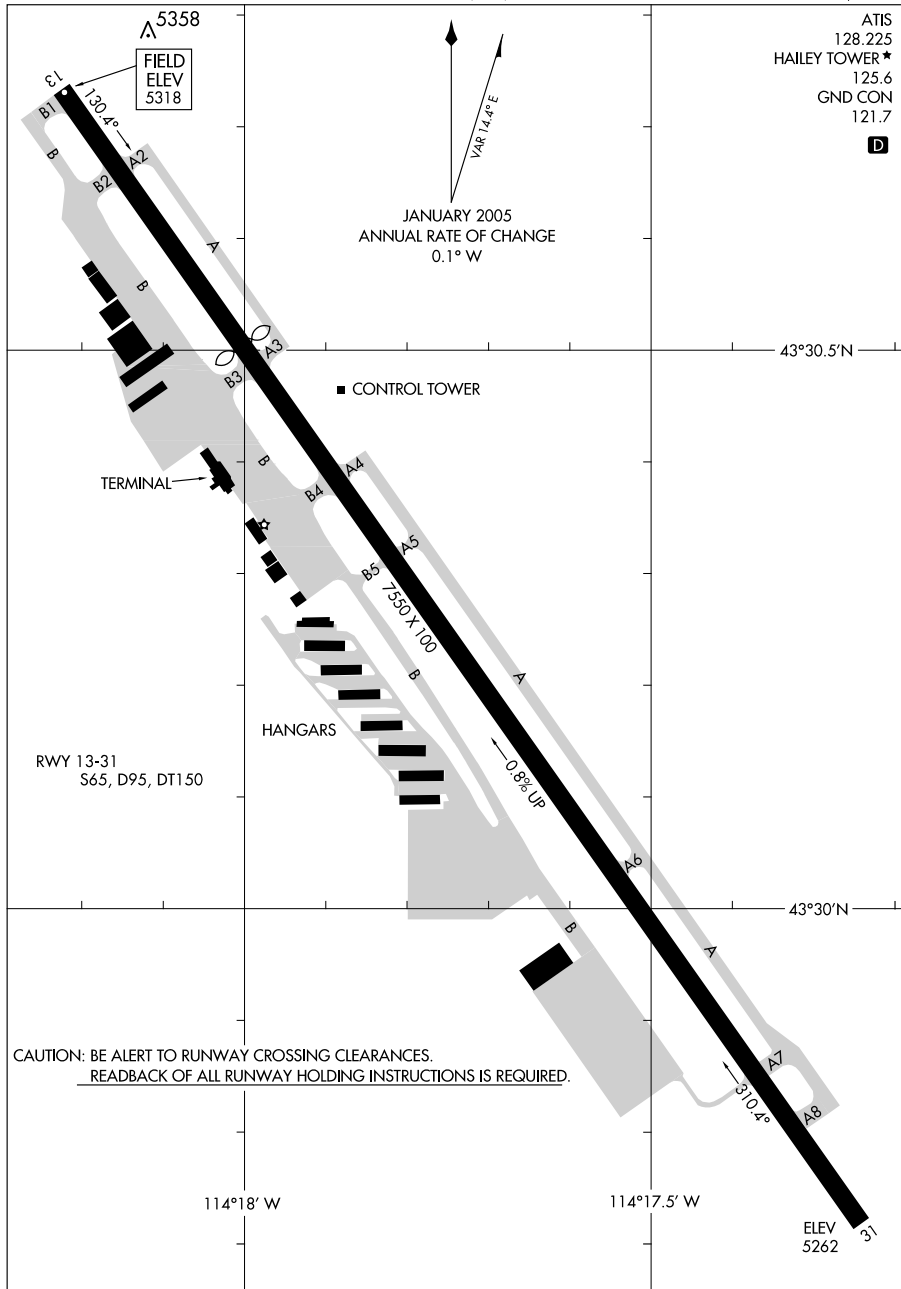 5358
FIELD
ELEV
5318
13
130.4°
VAR 14.4° E
JANUARY 2005
ANNUAL RATE OF CHANGE
0.1° W
ATIS
128.225
HAILEY TOWER★
125.6
GND CON
121.7
D
B1
B
B2
A2
A
B
A3
B3
43°30.5'N
CONTROL TOWER
TERMINAL
B
A4
B4
A5
B5
7550 X 100
B
A
HANGARS
RWY 13-31
S65, D95, DT150
0.8% UP
A6
43°30'N
B
A
CAUTION: BE ALERT TO RUNWAY CROSSING CLEARANCES.
READBACK OF ALL RUNWAY HOLDING INSTRUCTIONS IS REQUIRED.
A7
310.4°
A8
114°18' W
114°17.5' W
ELEV
5262
31